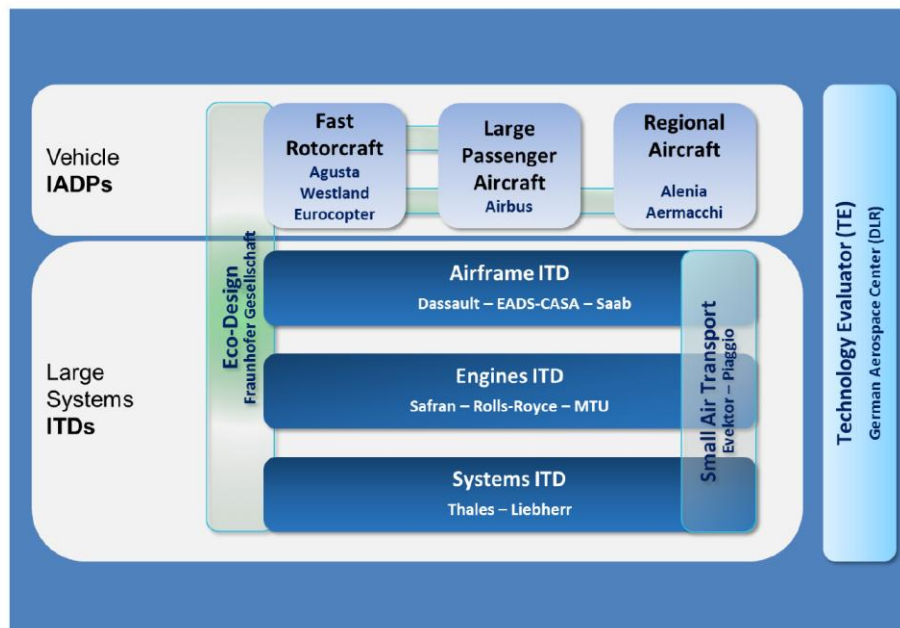 Vehicle
IADPs
Fast
Rotorcraft
Agusta
Westland
Eurocopter
Large
Passenger
Aircraft
Airbus
Regional
Aircraft
Alenia
Aermacchi
Eco-Design
Fraunhofer Gesellschaft
Large
Systems
ITDs
Airframe ITD
Dassault – EADS-CASA – Saab
Engines ITD
Safran – Rolls-Royce – MTU
Systems ITD
Thales – Liebherr
Small Air Transport
Evektor – Piaggio
Technology Evaluator (TE)
German Aerospace Center (DLR)